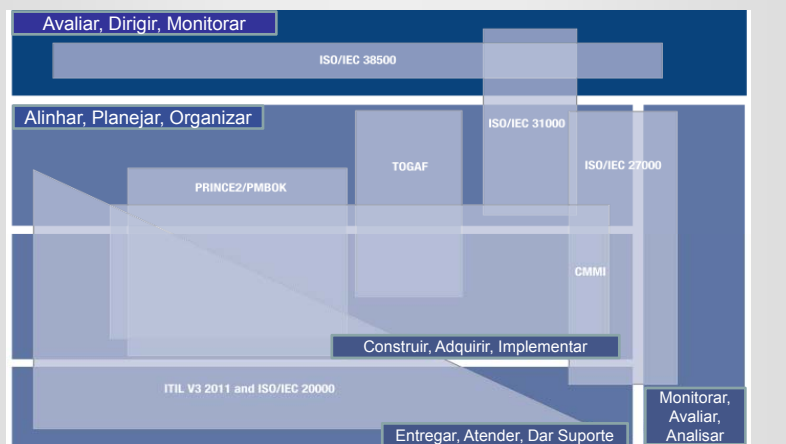 Avaliar, Dirigir, Monitorar
ISO/IEC 38500
Alinhar, Planejar, Organizar
ISO/IEC 31000
TOGAF
ISO/IEC 27000
PRINCE2/PMBOK
CMMI
Construir, Adquirir, Implementar
ITIL V3 2011 and ISO/IEC 20000
Entregar, Atender, Dar Suporte
Monitorar,
Avaliar,
Analisar